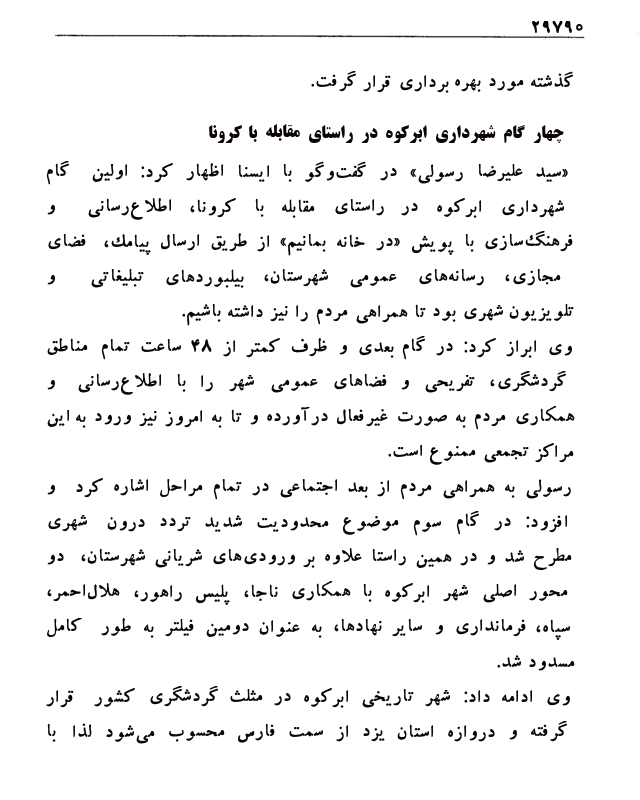 ۲۹۷۹۰
گذشته مورد بهره برداری قرار گرفت.
چهار گام شهرداری ابرکوه در راستای مقابله با کرونا
«سید علیرضا رسولی» در گفت‌وگو با ایسنا اظهار کرد: اولین گام
شهرداری ابرکوه در راستای مقابله با کرونا، اطلاع‌رسانی و
فرهنگ‌سازی با پویش «در خانه بمانیم» از طریق ارسال پیامك، فضای
مجازی، رسانه‌های عمومی شهرستان، بیلبوردهای تبلیغاتی و
تلویزیون شهری بود تا همراهی مردم را نیز داشته باشیم.
وی ابراز کرد: در گام بعدی و ظرف کمتر از ۴۸ ساعت تمام مناطق
گردشگری، تفریحی و فضاهای عمومی شهر را با اطلاع‌رسانی و
همکاری مردم به صورت غیرفعال درآورده و تا به امروز نیز ورود به این
مراکز تجمعی ممنوع است.
رسولی به همراهی مردم از بعد اجتماعی در تمام مراحل اشاره کرد و
افزود: در گام سوم موضوع محدودیت شدید تردد درون شهری
مطرح شد و در همین راستا علاوه بر ورودی‌های شریانی شهرستان، دو
محور اصلی شهر ابرکوه با همکاری ناجا، پلیس راهور، هلال‌احمر،
سپاه، فرمانداری و سایر نهادها، به عنوان دومین فیلتر به طور کامل
مسدود شد.
وی ادامه داد: شهر تاریخی ابرکوه در مثلث گردشگری کشور قرار
گرفته و دروازه استان یزد از سمت فارس محسوب می‌شود لذا با